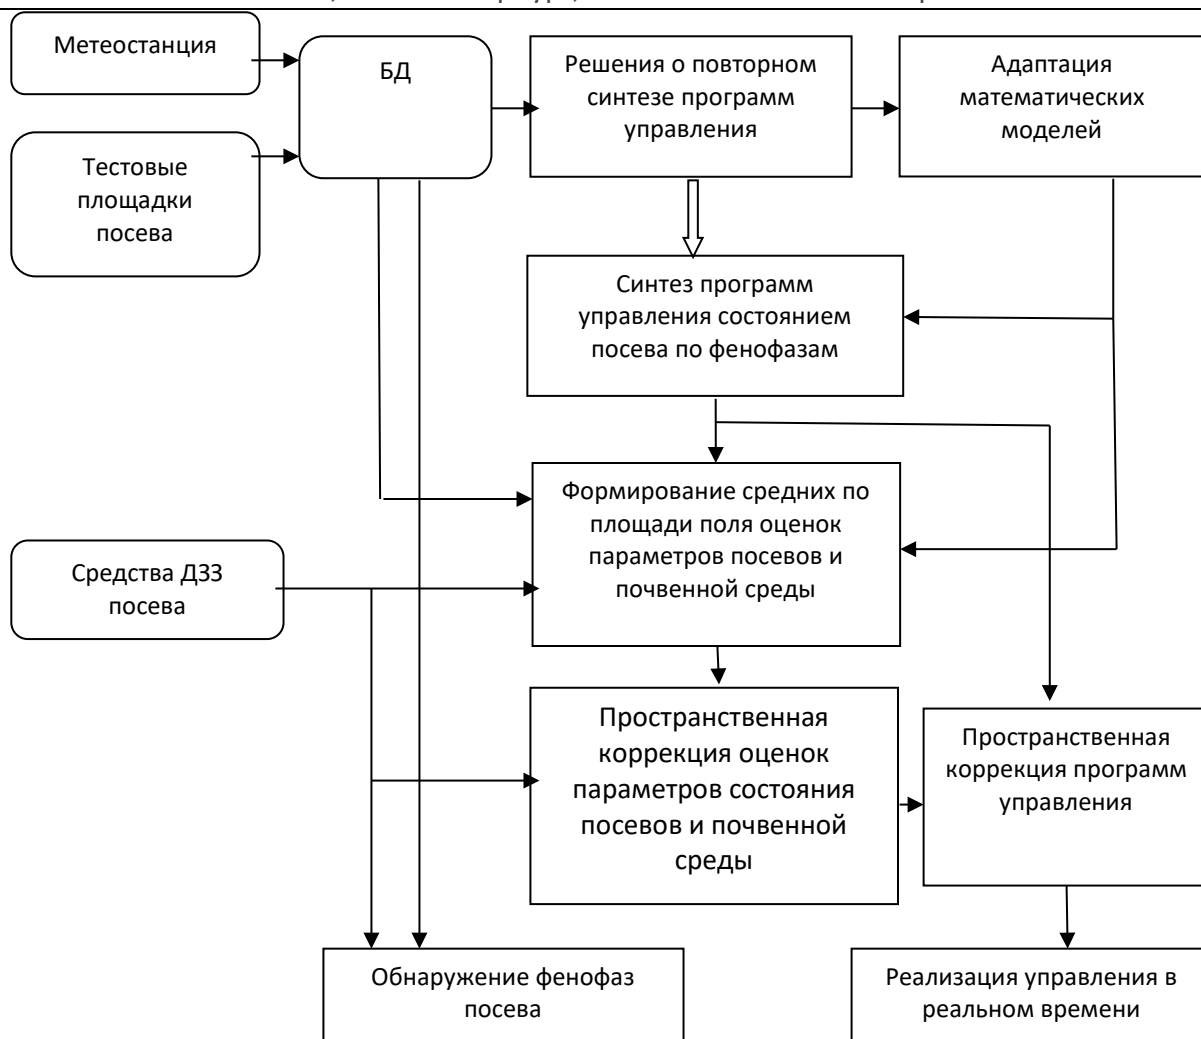 Метеостанция
БД
Решения о повторном
синтезе программ
управления
Адаптация
математических
моделей
Тестовые
площадки
посева
Синтез программ
управления состоянием
посева по фенофазам
Формирование средних по
площади поля оценок
параметров посевов и
почвенной среды
Средства ДЗЗ
посева
Пространственная
коррекция оценок
параметров состояния
посевов и почвенной
среды
Пространственная
коррекция программ
управления
Обнаружение фенофаз
посева
Реализация управления в
реальном времени